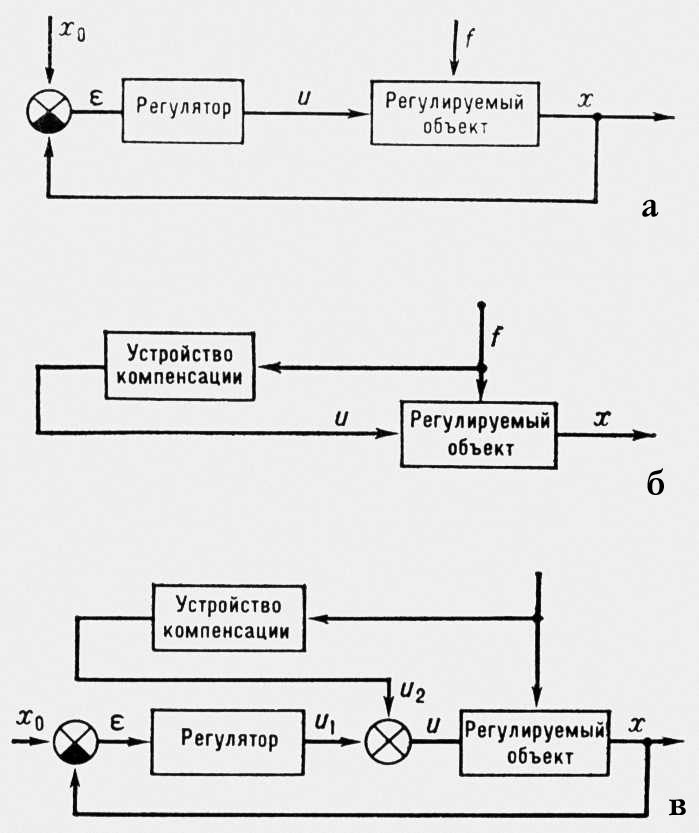 x₀
f
ε
Регулятор
u
Регулируемый
объект
x
а
f
Устройство
компенсации
u
Регулируемый
объект
x
б
Устройство
компенсации
u₂
x₀
ε
Регулятор
u₁
u
Регулируемый
объект
x
в